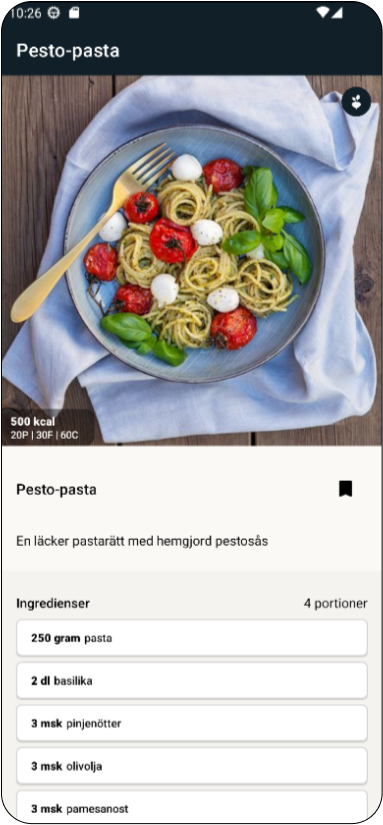 10:26
Pesto-pasta
500 kcal
20P | 30F | 60C
Pesto-pasta
En läcker pastarätt med hemgjord pestosås
Ingredienser
4 portioner
250 gram pasta
2 dl basilika
3 msk pinjenötter
3 msk olivolja
3 msk parmesanost